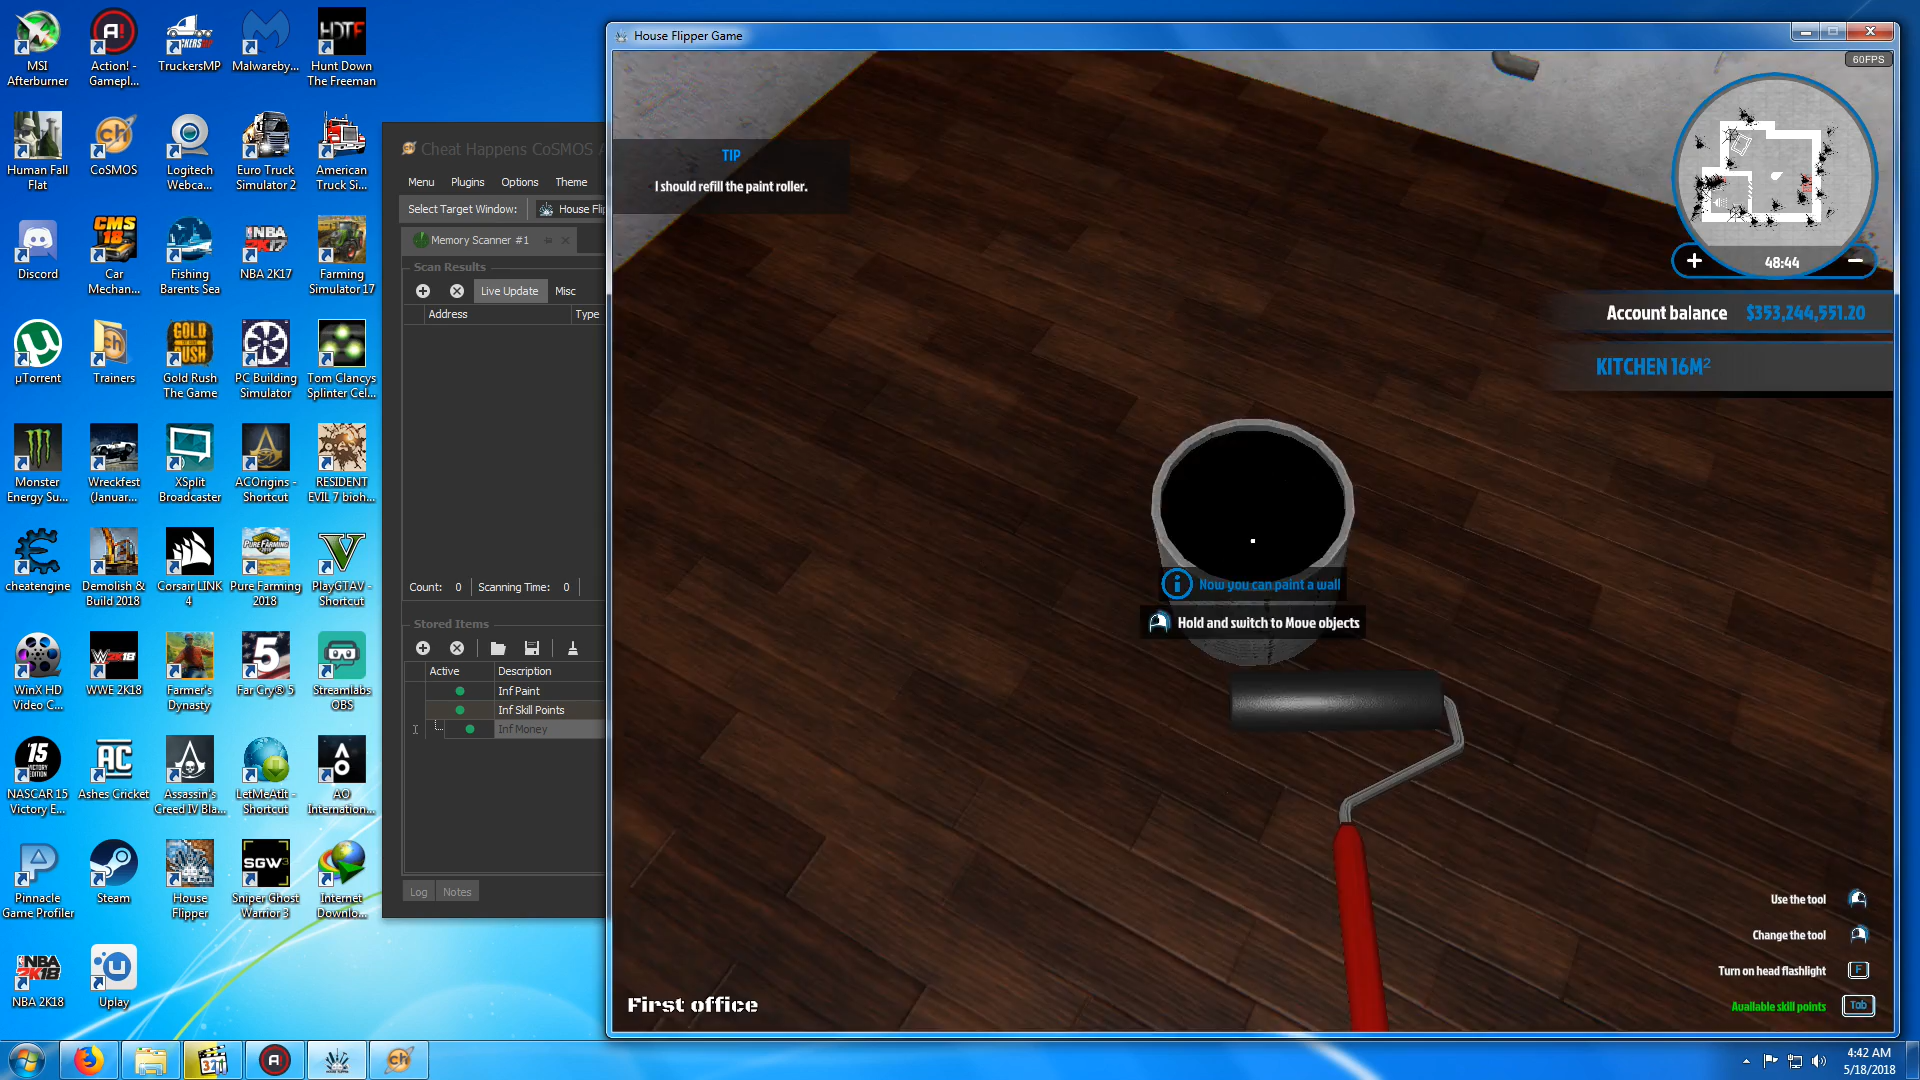 MSI
Afterburner
Action! -
Gamepl...
TruckersMP
Malwareby...
Hunt Down
The Freeman
Human Fall
Flat
CoSMOS
Logitech
Webca...
Euro Truck
Simulator 2
American
Truck Si...
Discord
Car
Mechan...
Fishing
Barents Sea
NBA 2K17
Farming
Simulator 17
µTorrent
Trainers
Gold Rush
The Game
PC Building
Simulator
Tom Clancys
Splinter Cel...
Monster
Energy Su...
Wreckfest
(Januar...
XSplit
Broadcaster
ACOrigins -
Shortcut
RESIDENT
EVIL 7 bioh...
cheatengine
Demolish &
Build 2018
Corsair LINK
4
Pure Farming
2018
PlayGTAV -
Shortcut
WinX HD
Video C...
WWE 2K18
Farmer's
Dynasty
Far Cry® 5
Streamlabs
OBS
NASCAR 15
Victory E...
Ashes Cricket
Assassin's
Creed IV Bla...
LetMeAtIt -
Shortcut
AO
Internation...
Pinnacle
Game Profiler
Steam
House
Flipper
Sniper Ghost
Warrior 3
Internet
Downlo...
NBA 2K18
Uplay
Cheat Happens CoSMOS
Menu Plugins Options Theme
Select Target Window: House Flip
Memory Scanner #1
Scan Results
Live Update Misc
Address Type
Count: 0 Scanning Time: 0
Stored Items
Active Description
Inf Paint
Inf Skill Points
Inf Money
Log Notes
House Flipper Game
60FPS
TIP
I should refill the paint roller.
48:44
Account balance $353,244,551.20
KITCHEN 16M²
Now you can paint a wall
Hold and switch to Move objects
Use the tool
Change the tool
Turn on head flashlight F
Available skill points Tab
First office
4:42 AM
5/18/2018